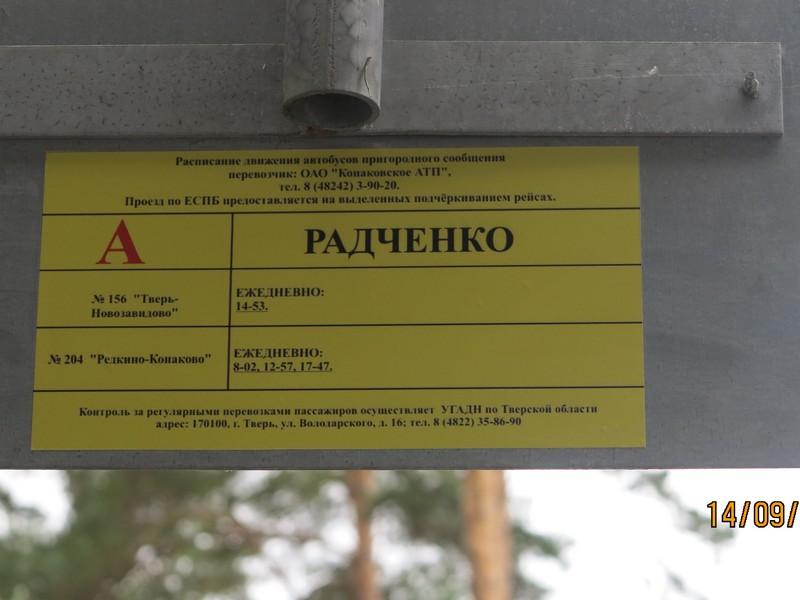 Расписание движения автобусов пригородного сообщения
перевозчик: ОАО "Конаковское АТП",
тел. 8 (48242) 3-90-20.
Проезд по ЕСПБ предоставляется на выделенных подчёркиванием рейсах.
А
РАДЧЕНКО
№ 156 "Тверь-
Новозавидово"
ЕЖЕДНЕВНО:
14-53.
№ 204 "Редкино-Конаково"
ЕЖЕДНЕВНО:
8-02, 12-57, 17-47.
Контроль за регулярными перевозками пассажиров осуществляет УГАДН по Тверской области
адрес: 170100, г. Тверь, ул. Володарского, д. 16; тел. 8 (4822) 35-86-90
14/09/